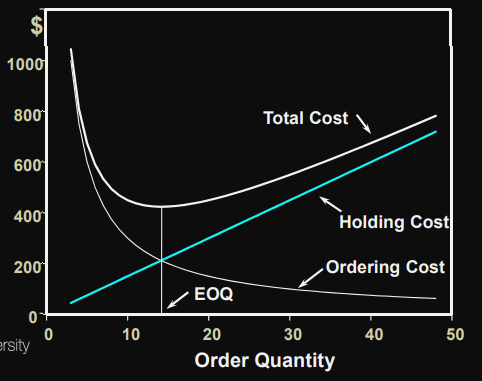 $
1000
800
600
400
200
0
Total Cost
Holding Cost
Ordering Cost
EOQ
0 10 20 30 40 50
ersity
Order Quantity